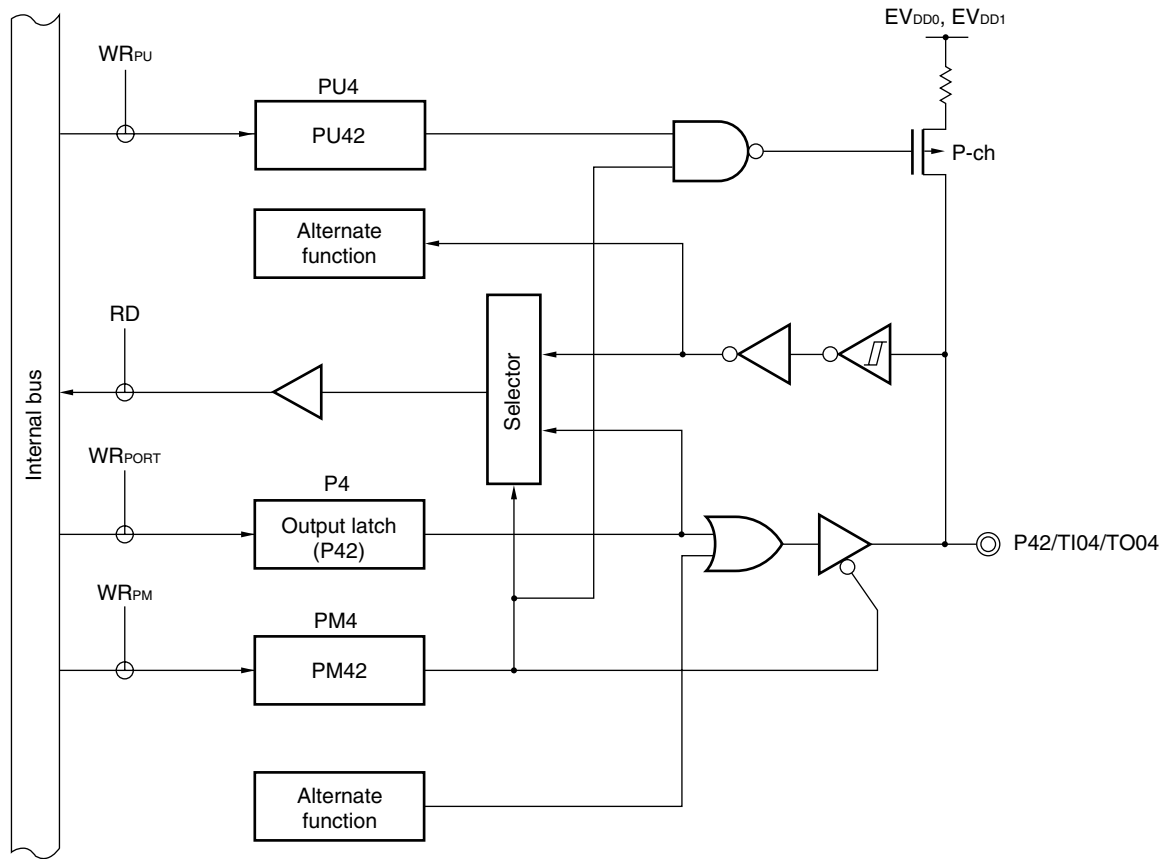 EVDD0, EVDD1
WRPU
PU4
PU42
P-ch
Alternate
function
RD
Selector
Internal bus
WRPORT
P4
Output latch
(P42)
P42/TI04/TO04
WRPM
PM4
PM42
Alternate
function